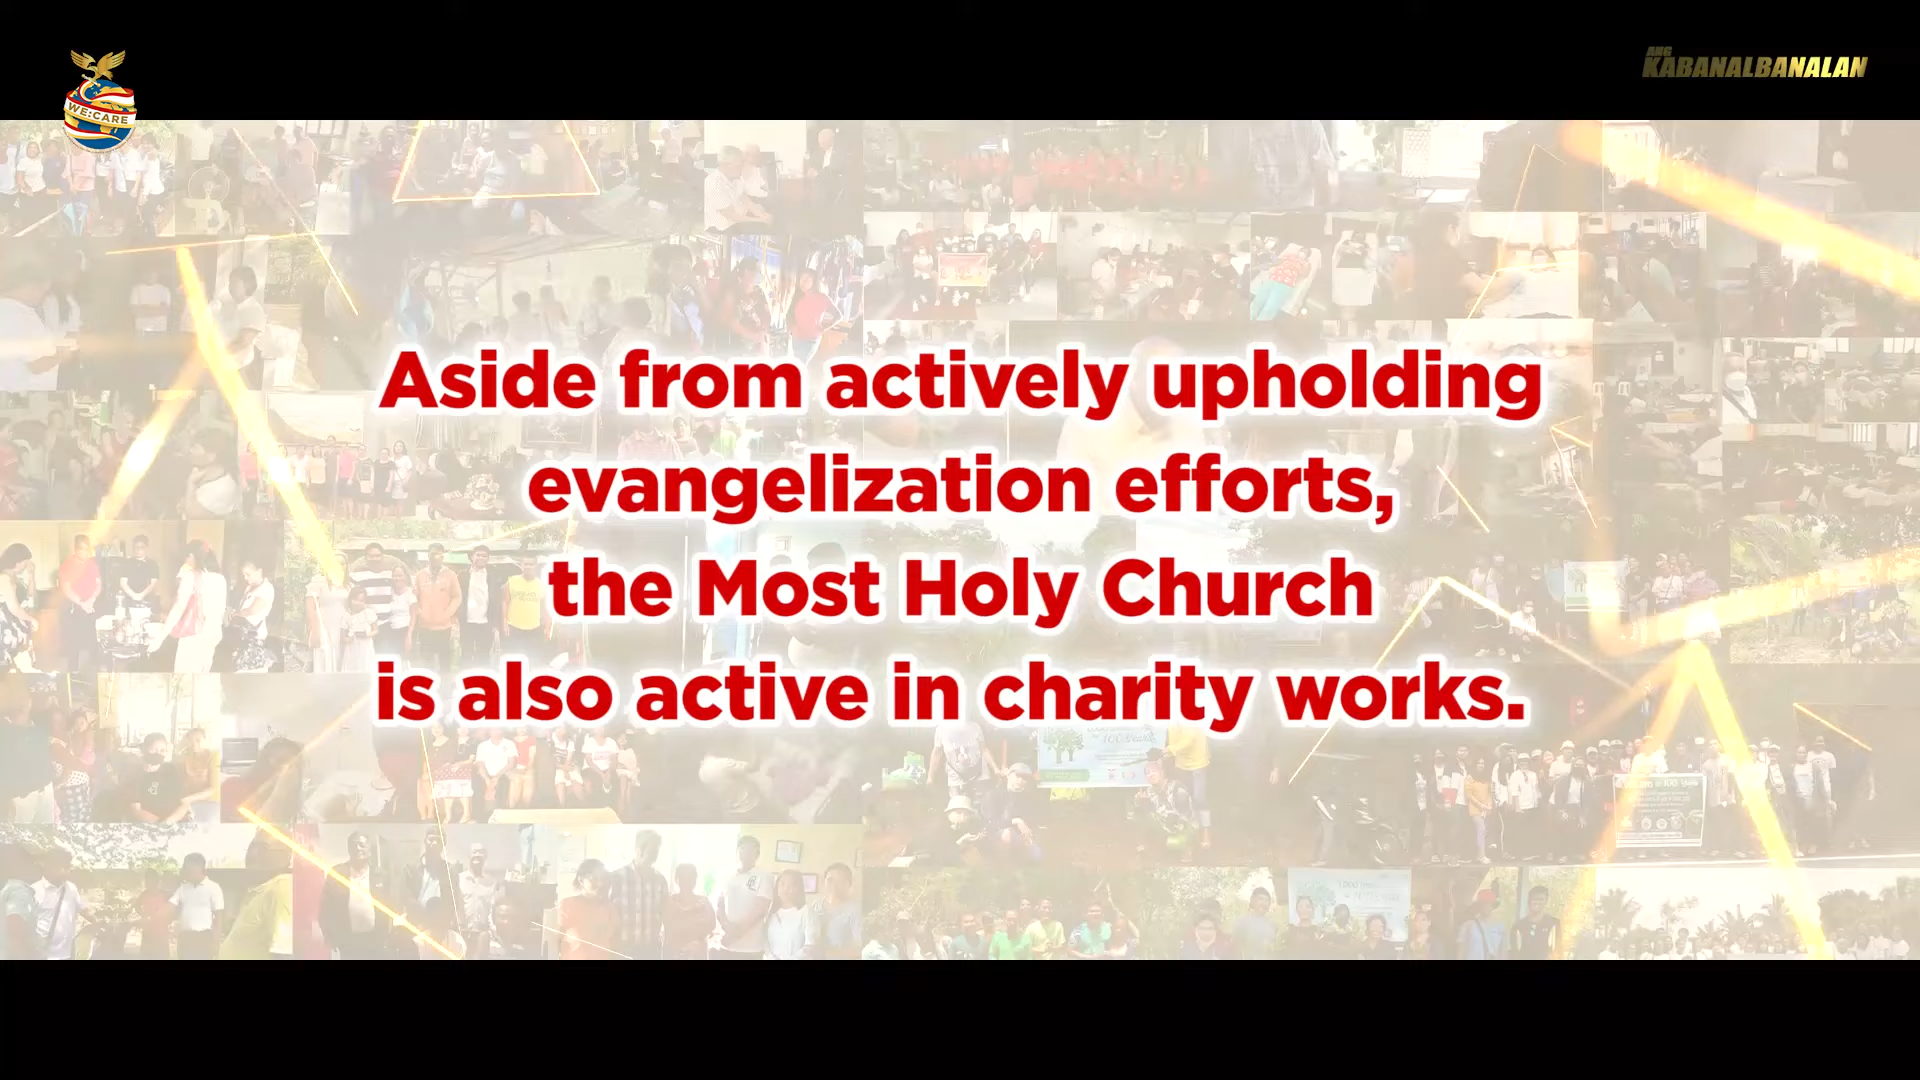 WE:CARE
ANG
KABANALBANALAN
Aside from actively upholding
evangelization efforts,
the Most Holy Church
is also active in charity works.